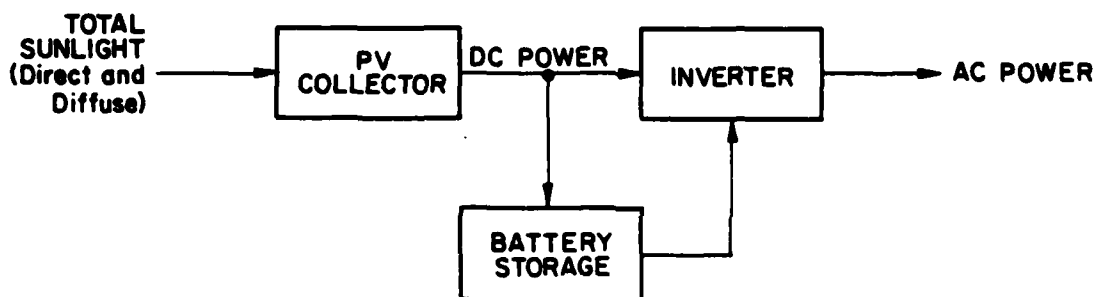 TOTAL
SUNLIGHT
(Direct and
Diffuse)
PV
COLLECTOR
DC POWER
INVERTER
AC POWER
BATTERY
STORAGE